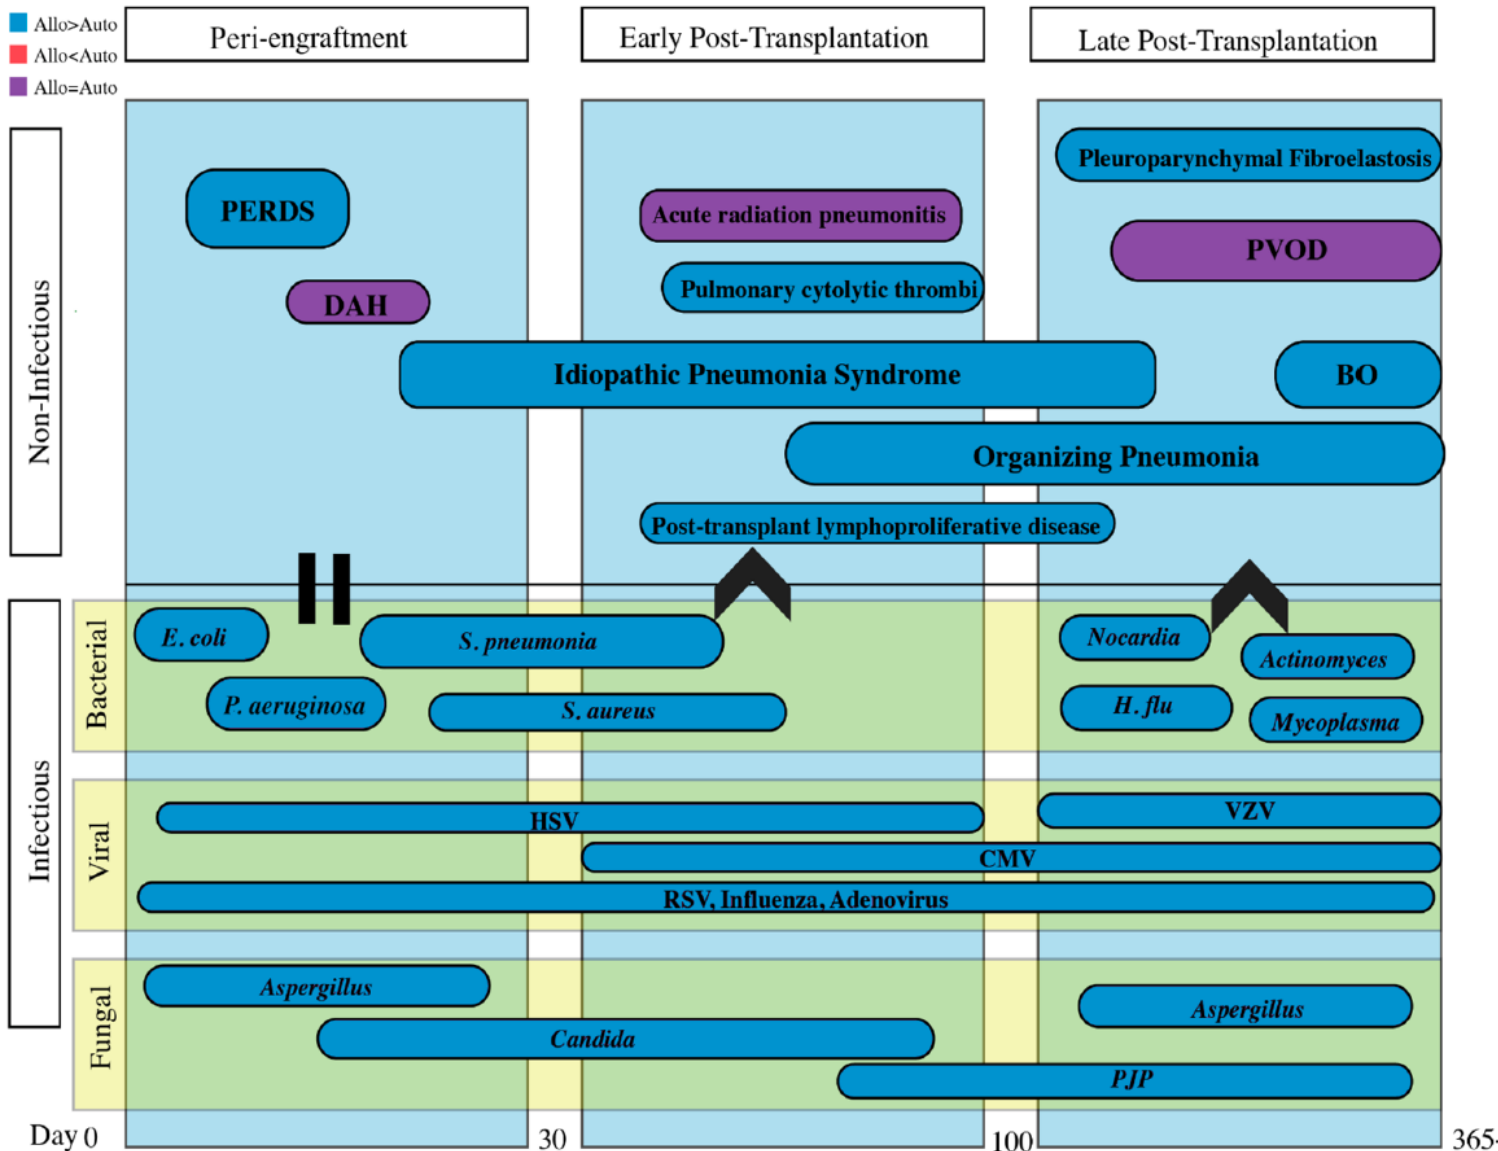 Allo>Auto
Allo<Auto
Allo=Auto
Peri-engraftment
Early Post-Transplantation
Late Post-Transplantation
Non-Infectious
Pleuroparynchymal Fibroelastosis
PERDS
Acute radiation pneumonitis
PVOD
DAH
Pulmonary cytolytic thrombi
Idiopathic Pneumonia Syndrome
BO
Organizing Pneumonia
Post-transplant lymphoproliferative disease
Infectious
Bacterial
E. coli
S. pneumonia
Nocardia
Actinomyces
P. aeruginosa
S. aureus
H. flu
Mycoplasma
Viral
HSV
VZV
CMV
RSV, Influenza, Adenovirus
Fungal
Aspergillus
Aspergillus
Candida
PJP
Day 0
30
100
365-